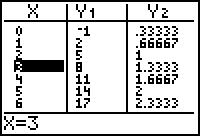 X Y₁ Y₂
0 -1 .33333
1 2 .66667
2 5 1
3 8 1.3333
4 11 1.6667
5 14 2
6 17 2.3333
X=3